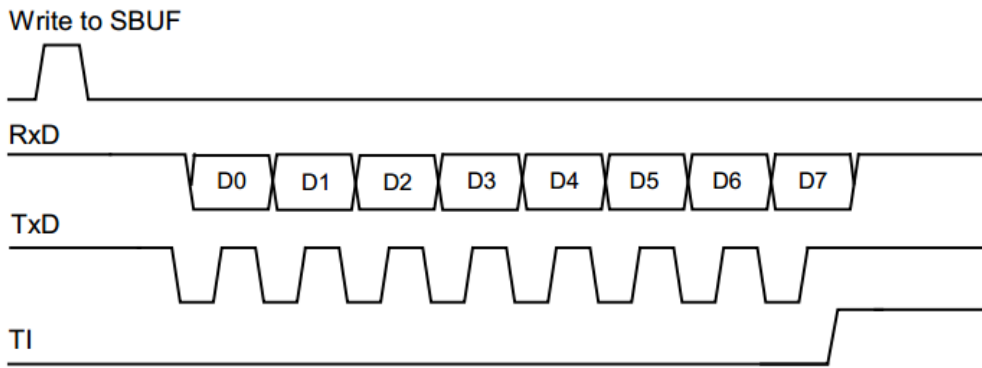 Write to SBUF
RxD
D0 D1 D2 D3 D4 D5 D6 D7
TxD
TI